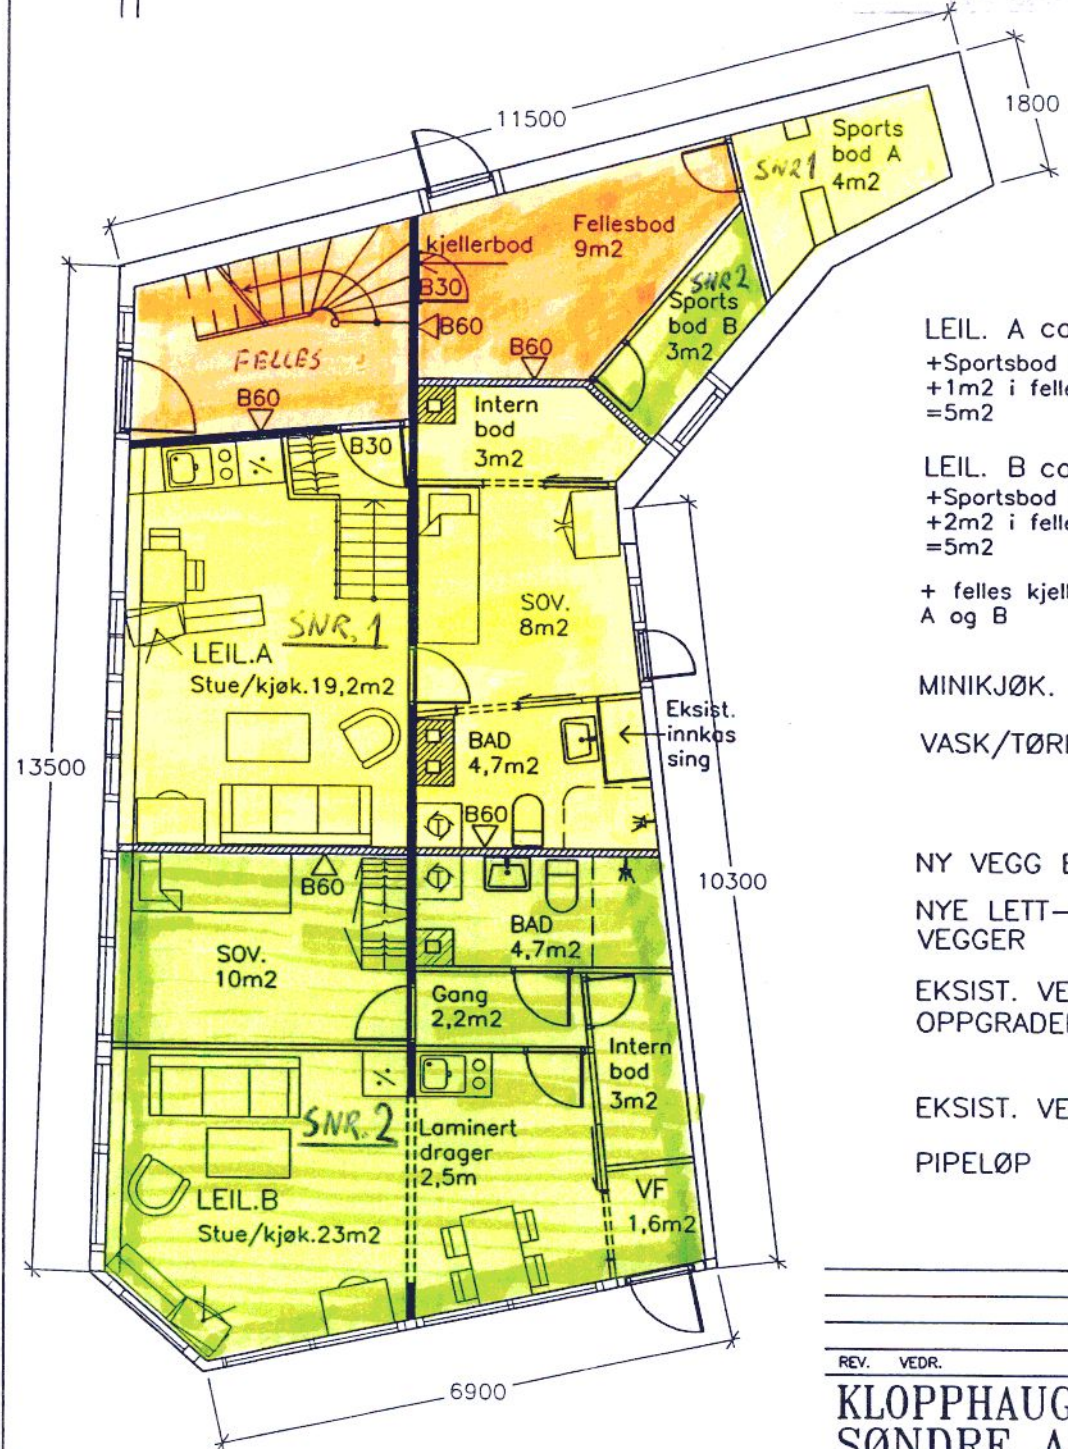 11500
1800
Sports
bod A
4m2
SNR1
Fellesbod
9m2
kjellerbod
B30
B60
SNR 2
Sports
bod B
3m2
FELLES
B60
B60
B30
Intern
bod
3m2
LEIL. A
+Sportsbod
+1m2 i
=5m2
LEIL. B
+Sportsbod
+2m2 i
=5m2
+ felles
A og B
SOV.
8m2
SNR. 1
LEIL.A
Stue/kjøk.19,2m2
MINIKJØK.
Eksist.
innkas
sing
BAD
4,7m2
13500
B60
T
10300
NY VEGG
B60
T
BAD
4,7m2
NYE LETT-
VEGGER
SOV.
10m2
Gang
2,2m2
EKSIST.
Intern
bod
3m2
EKSIST.
SNR. 2
Laminert
drager
2,5m
PIPELØP
VF
1,6m2
LEIL.B
Stue/kjøk.23m2
6900
REV. VEDR.
KLOPPHAUG
SØNDRE